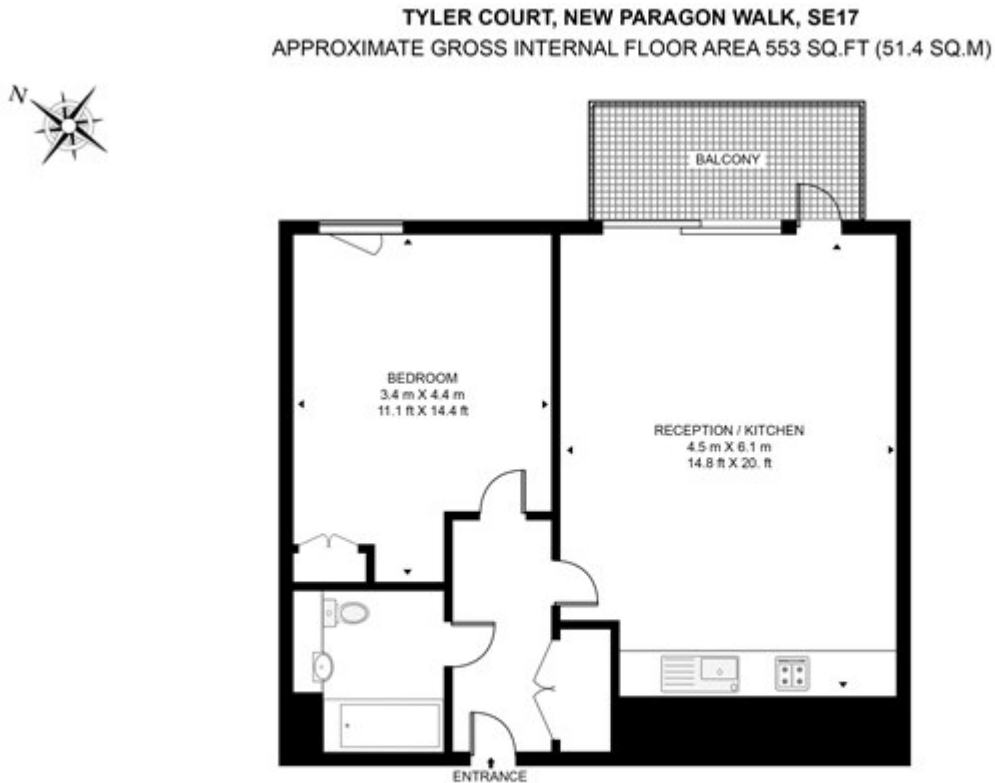 TYLER COURT, NEW PARAGON WALK, SE17
APPROXIMATE GROSS INTERNAL FLOOR AREA 553 SQ.FT (51.4 SQ.M)
N
BALCONY
BEDROOM
3.4 m X 4.4 m
11.1 ft X 14.4 ft
RECEPTION / KITCHEN
4.5 m X 6.1 m
14.8 ft X 20. ft
ENTRANCE